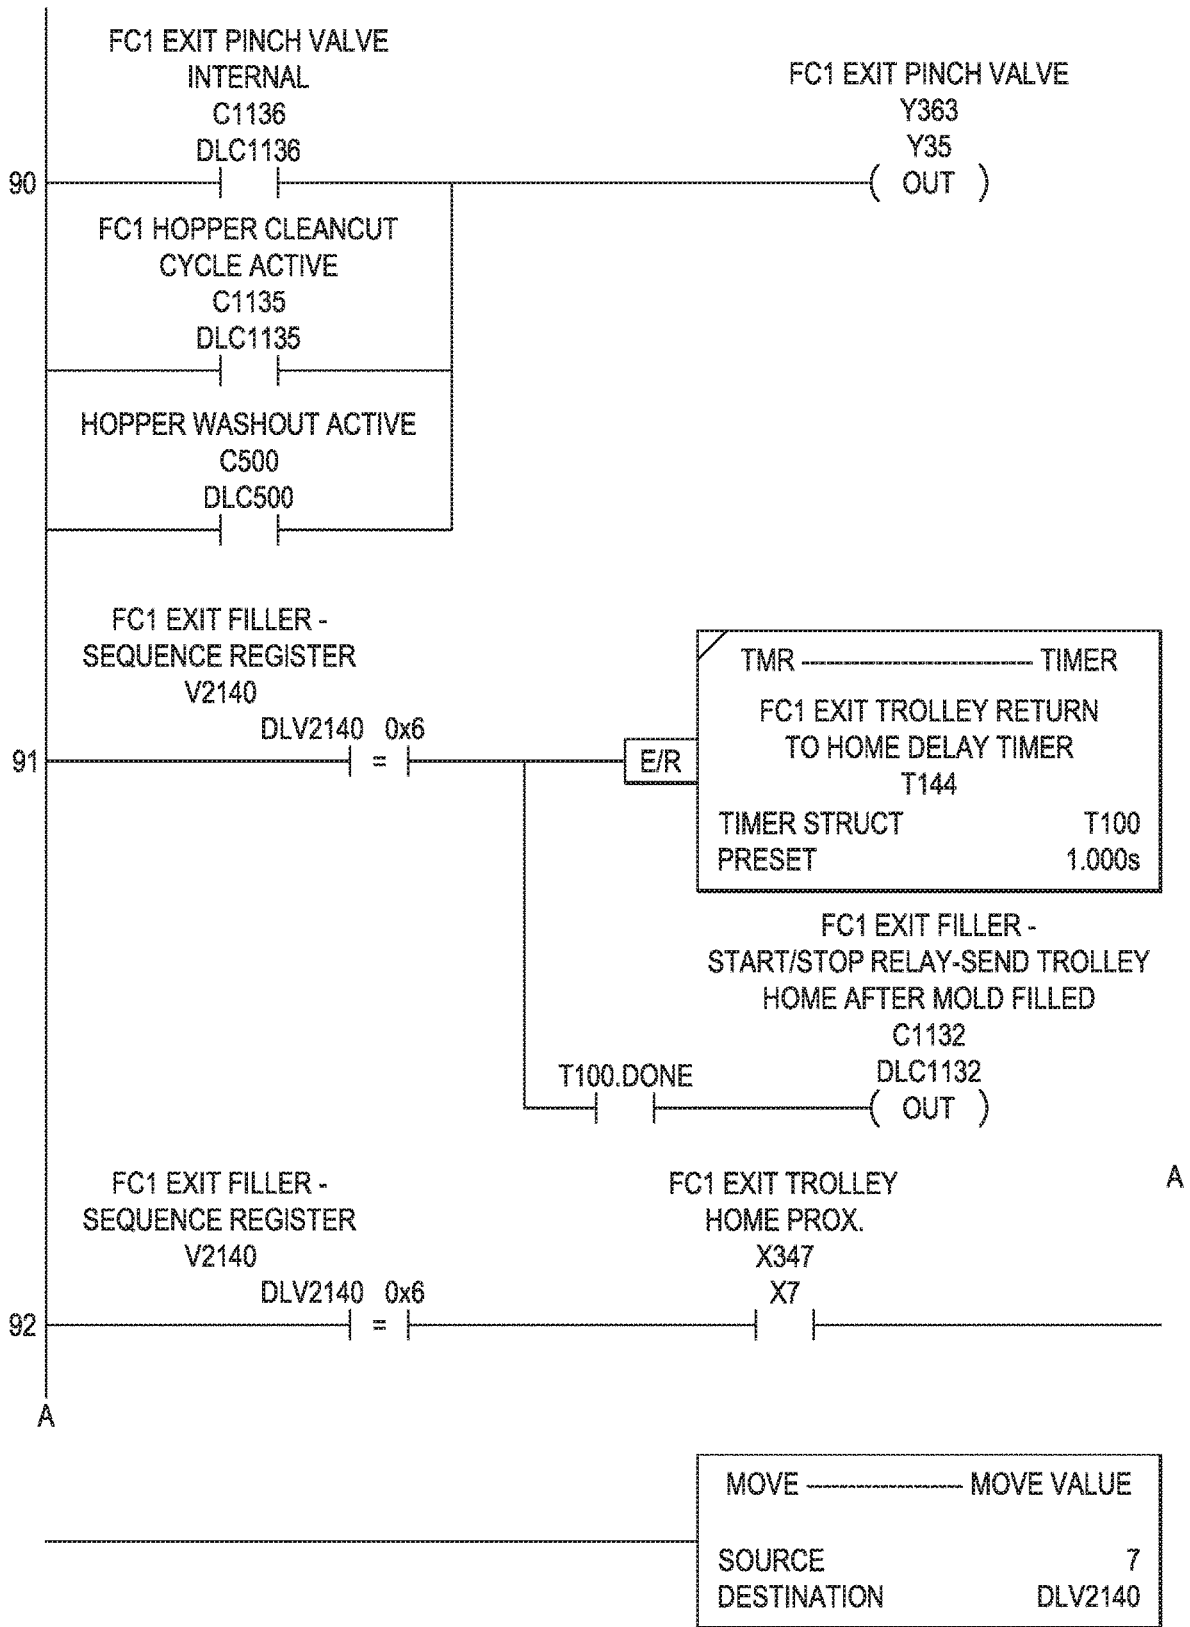 FC1 EXIT PINCH VALVE
INTERNAL
C1136
DLC1136
FC1 EXIT PINCH VALVE
Y363
Y35
90
( OUT )
FC1 HOPPER CLEANCUT
CYCLE ACTIVE
C1135
DLC1135
HOPPER WASHOUT ACTIVE
C500
DLC500
FC1 EXIT FILLER -
SEQUENCE REGISTER
V2140
DLV2140 0x6
91
=
E/R
TMR TIMER
FC1 EXIT TROLLEY RETURN
TO HOME DELAY TIMER
T144
TIMER STRUCT T100
PRESET 1.000s
FC1 EXIT FILLER -
START/STOP RELAY-SEND TROLLEY
HOME AFTER MOLD FILLED
C1132
DLC1132
T100.DONE
( OUT )
FC1 EXIT FILLER -
SEQUENCE REGISTER
V2140
DLV2140 0x6
FC1 EXIT TROLLEY
HOME PROX.
X347
X7
A
92
=
A
MOVE MOVE VALUE
SOURCE 7
DESTINATION DLV2140